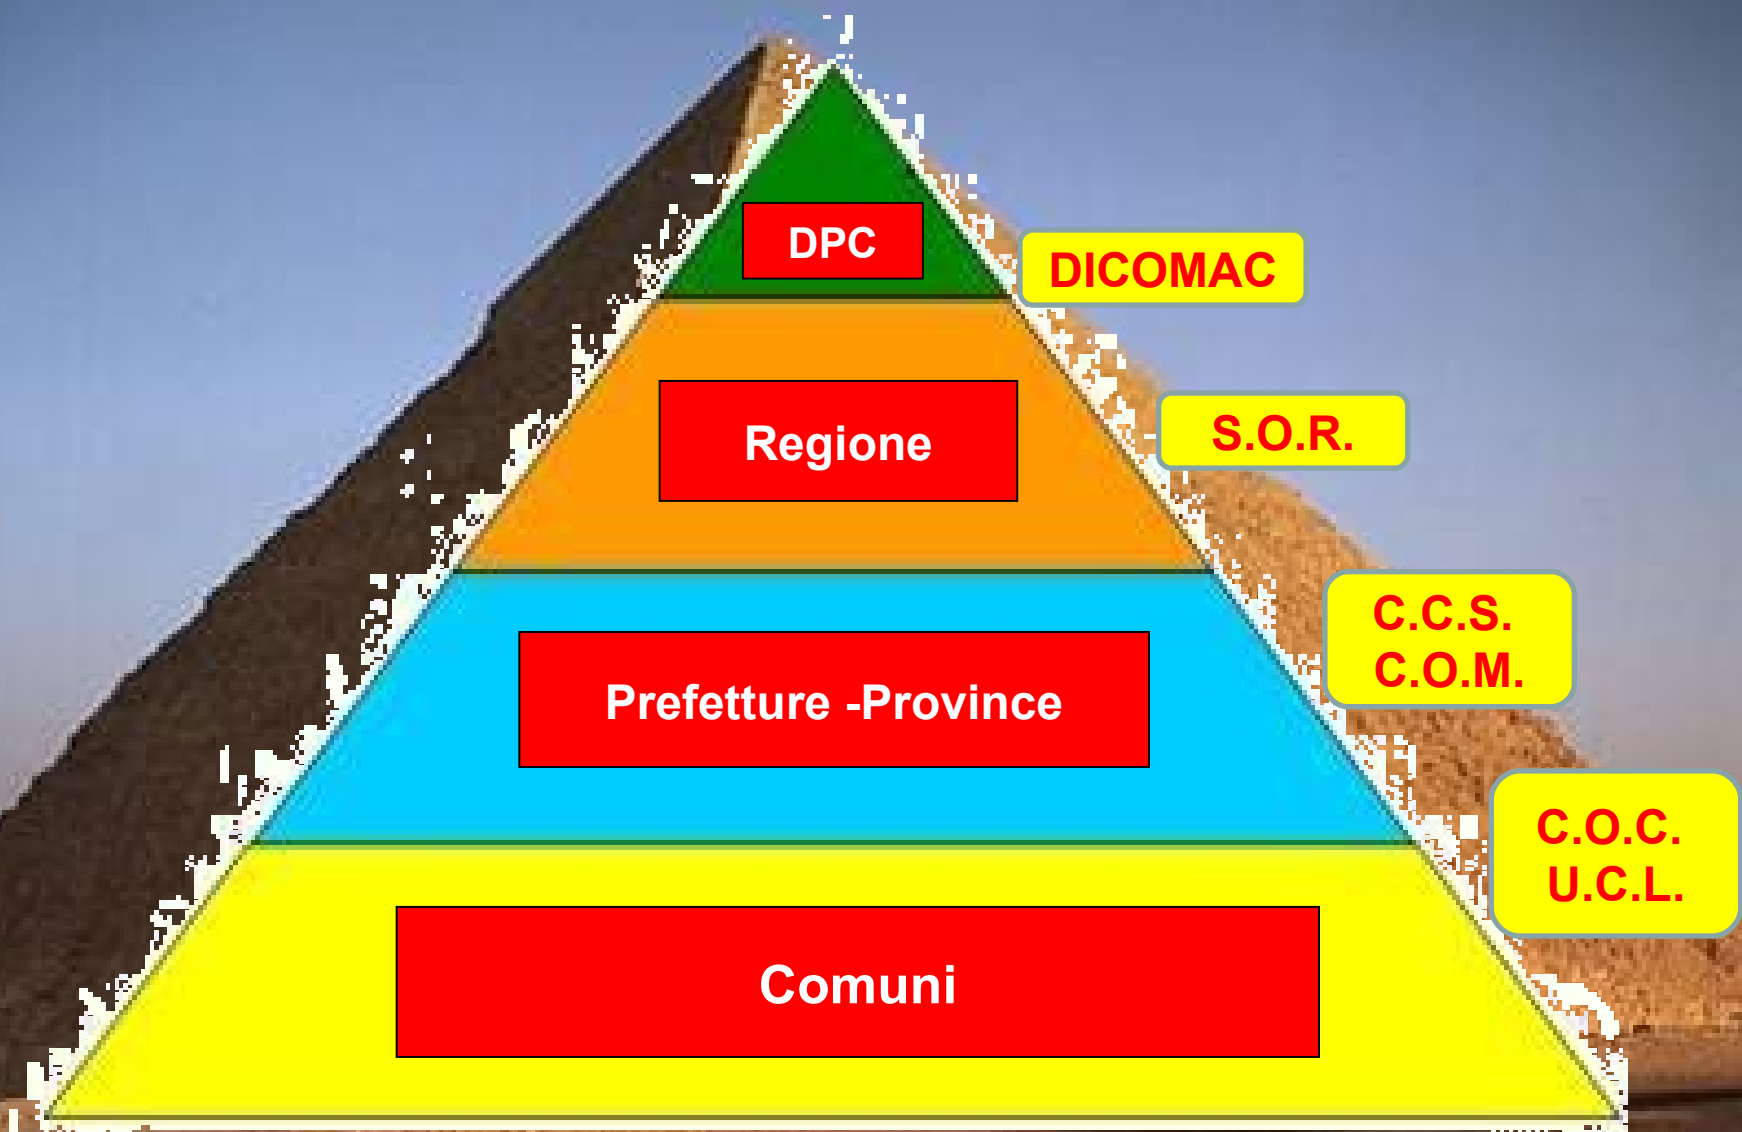 DPC
DICOMAC
Regione
S.O.R.
C.C.S.
C.O.M.
Prefetture -Province
C.O.C.
U.C.L.
Comuni